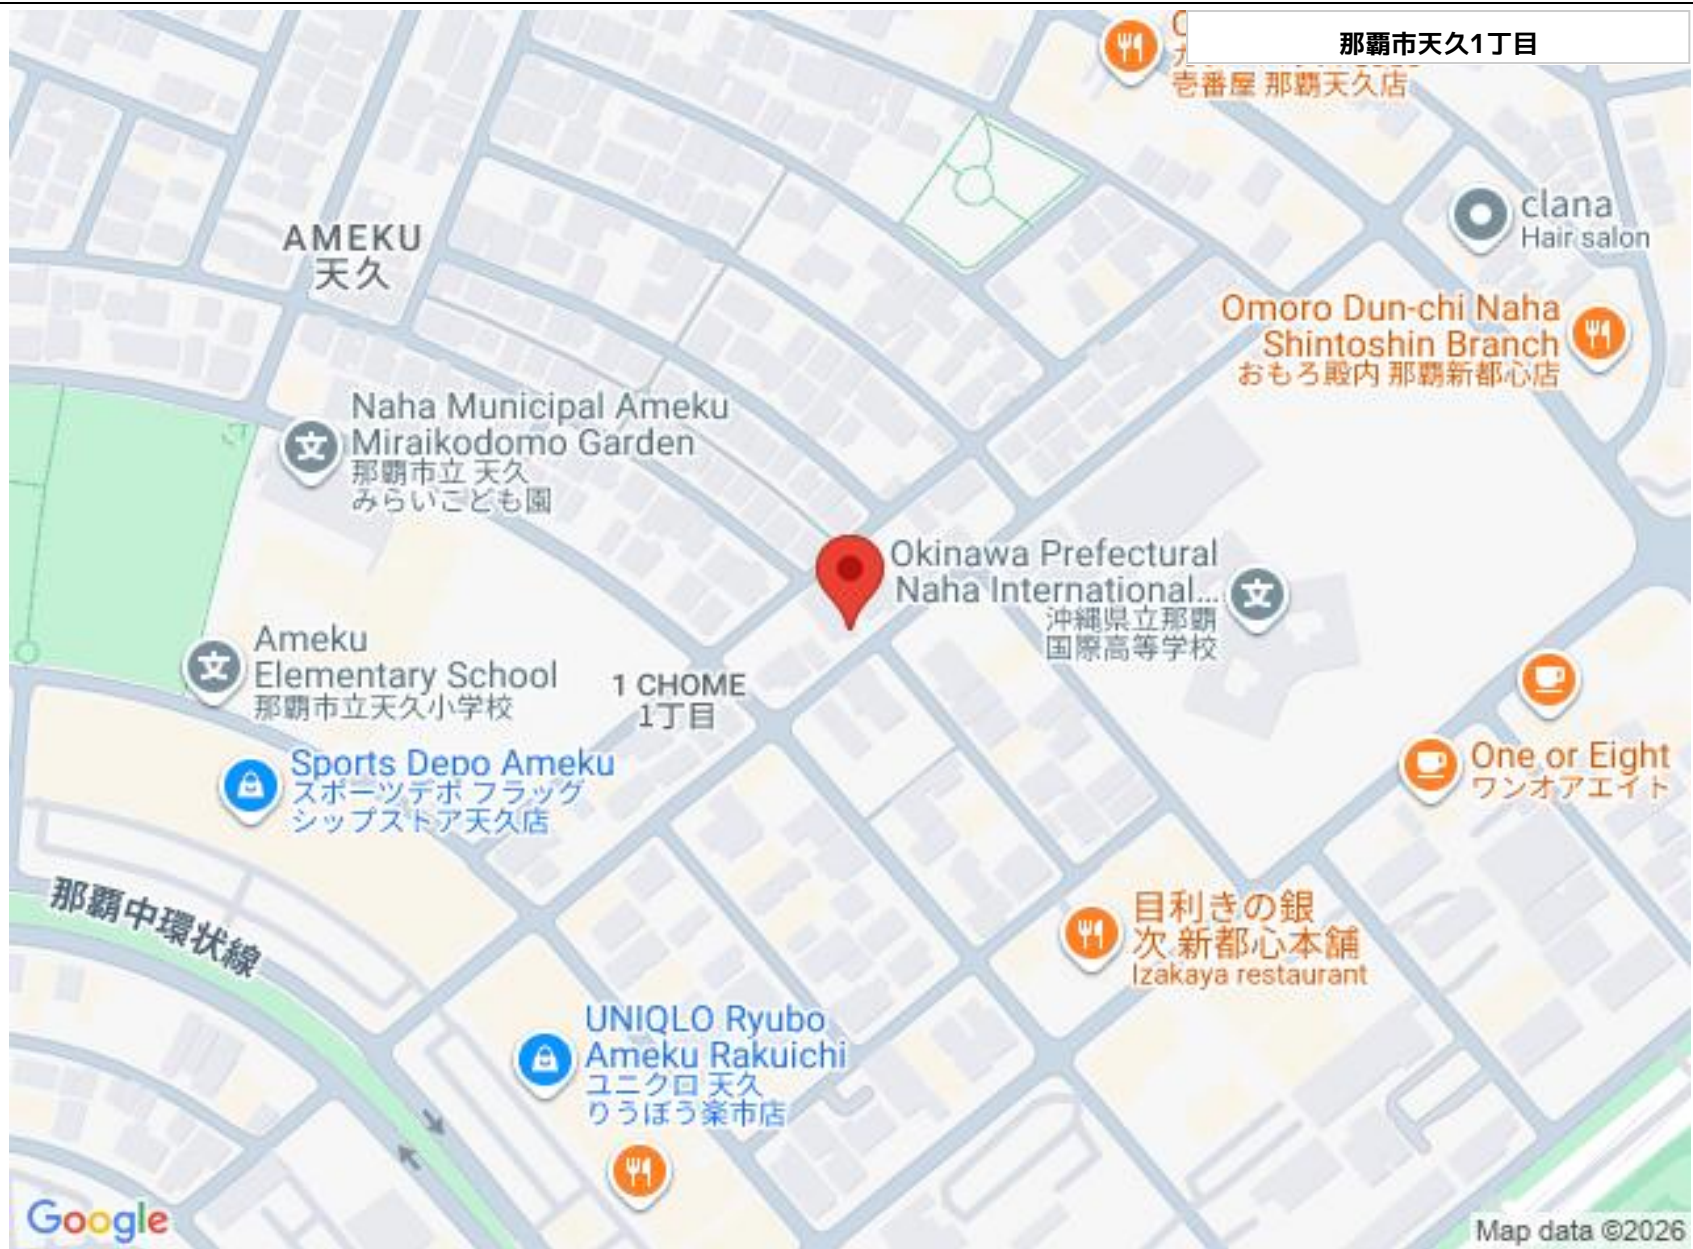 那覇市天久1丁目
壱番屋 那覇天久店
clana
Hair salon
AMEKU
天久
Omoro Dun-chi Naha
Shintoshin Branch
おもろ殿内 那覇新都心店
Naha Municipal Ameku
Miraikodomo Garden
那覇市立 天久
みらいこども園
Okinawa Prefectural
Naha International...
沖縄県立那覇
国際高等学校
Ameku
Elementary School
那覇市立天久小学校
1 CHOME
1丁目
Sports Depo Ameku
スポーツデポ フラッグ
シップストア天久店
One or Eight
ワンオアエイト
那覇中環状線
目利きの銀
次 新都心本舗
Izakaya restaurant
UNIQLO Ryubo
Ameku Rakuichi
ユニクロ 天久
りうぼう楽市店
Google
Map data ©2026